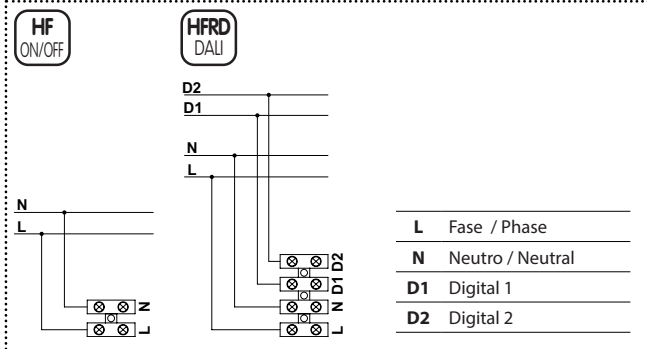 HF
ON/OFF
HFRD
DALI
D2
D1
N
L
N
L
N
L
D2
D1
N
L
L Fase / Phase
N Neutro / Neutral
D1 Digital 1
D2 Digital 2